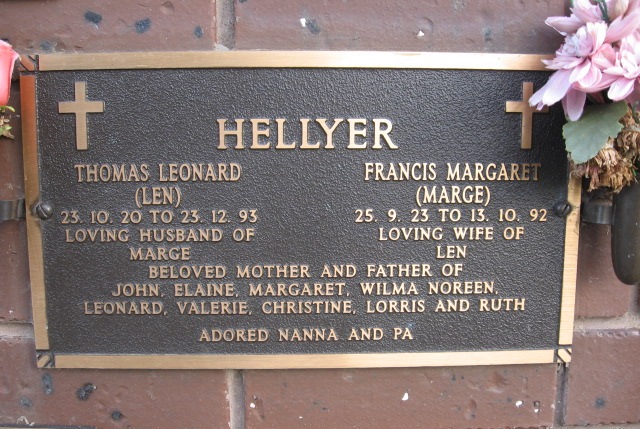 HELLYER
THOMAS LEONARD
(LEN)
23. 10. 20 TO 23. 12. 93
LOVING HUSBAND OF
MARGE
FRANCIS MARGARET
(MARGE)
25. 9. 23 TO 13. 10. 92
LOVING WIFE OF
LEN
BELOVED MOTHER AND FATHER OF
JOHN, ELAINE, MARGARET, WILMA NOREEN,
LEONARD, VALERIE, CHRISTINE, LORRIS AND RUTH
ADORED NANNA AND PA